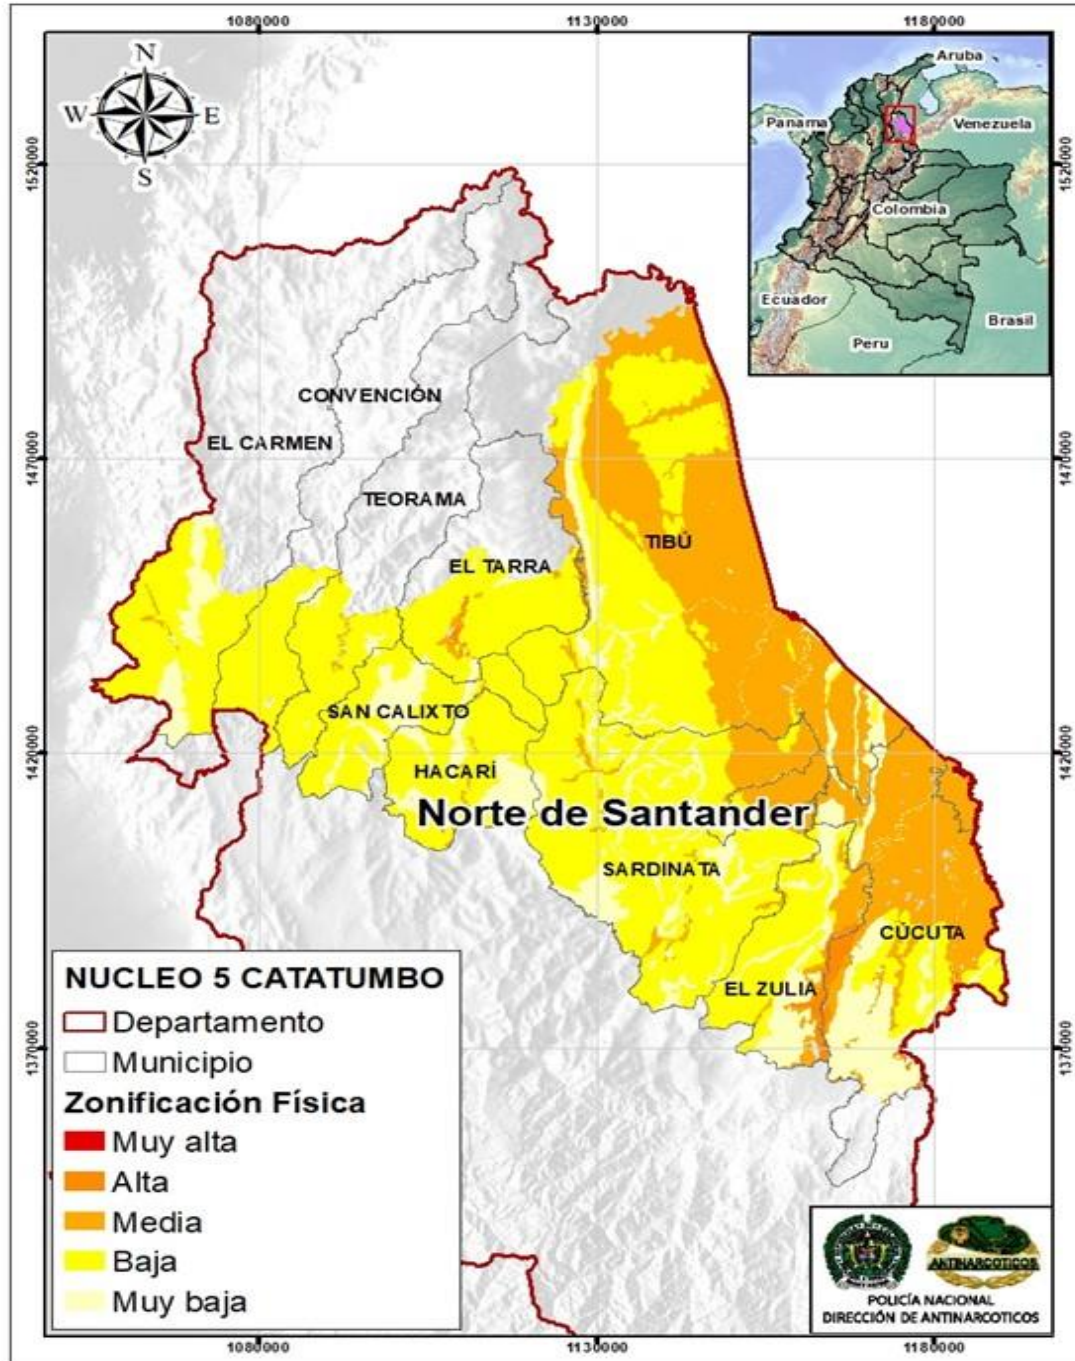 1080000
1130000
1180000
N
W
E
S
Aruba
Panama
Venezuela
Colombia
Ecuador
Brasil
Peru
1520000
1520000
CONVENCIÓN
EL CARMEN
1470000
1470000
TEORAMA
TIBÚ
EL TARRA
SAN CALIXTO
1420000
1420000
HACARÍ
Norte de Santander
SARDINATA
CÚCUTA
EL ZULIA
1370000
1370000
NUCLEO 5 CATATUMBO
Departamento
Municipio
Zonificación Física
Muy alta
Alta
Media
Baja
Muy baja
ANTINARCOTICOS
POLICÍA NACIONAL
DIRECCIÓN DE ANTINARCOTICOS
1080000
1130000
1180000